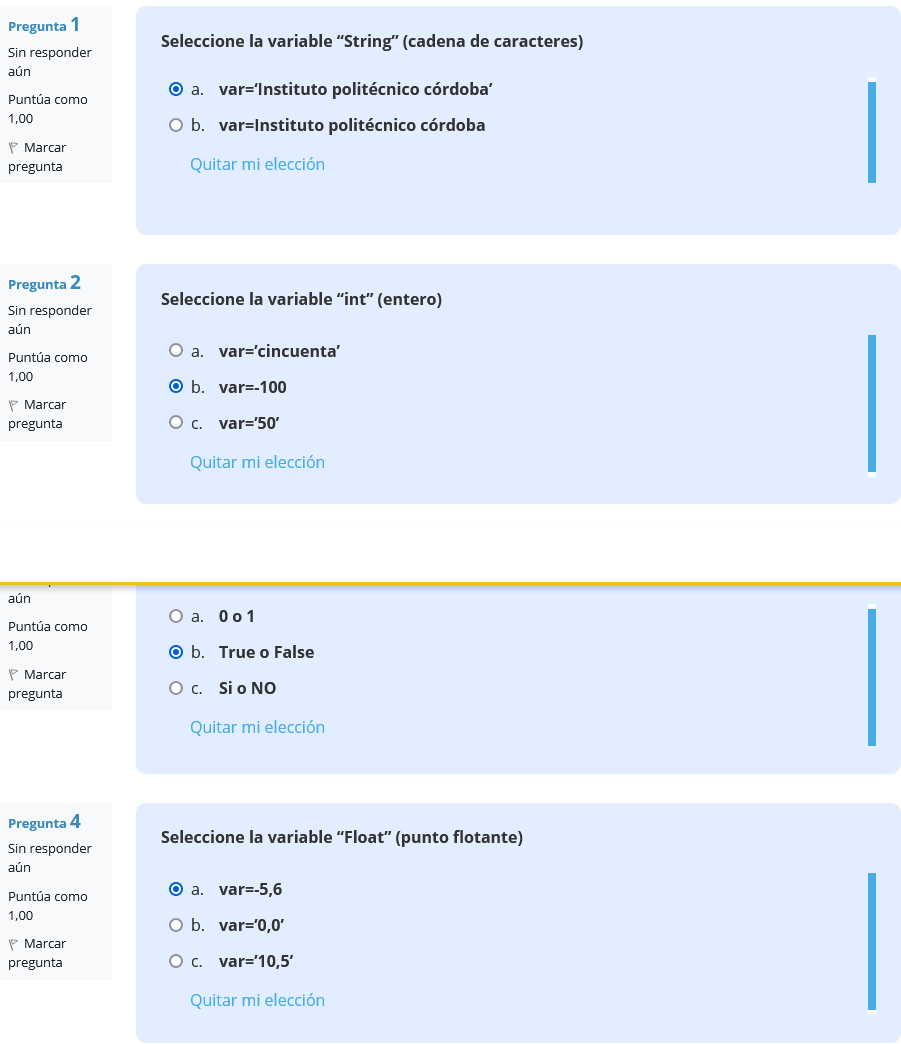 Pregunta 1
Sin responder
aún
Puntúa como
1,00
Marcar
pregunta
Seleccione la variable “String” (cadena de caracteres)
a. var=‘Instituto politécnico córdoba’
b. var=Instituto politécnico córdoba
Quitar mi elección
Pregunta 2
Sin responder
aún
Puntúa como
1,00
Marcar
pregunta
Seleccione la variable “int” (entero)
a. var=’cincuenta’
b. var=-100
c. var=’50’
Quitar mi elección
aún
Puntúa como
1,00
Marcar
pregunta
a. 0 o 1
b. True o False
c. Si o NO
Quitar mi elección
Pregunta 4
Sin responder
aún
Puntúa como
1,00
Marcar
pregunta
Seleccione la variable “Float” (punto flotante)
a. var=-5,6
b. var=’0,0’
c. var=’10,5’
Quitar mi elección